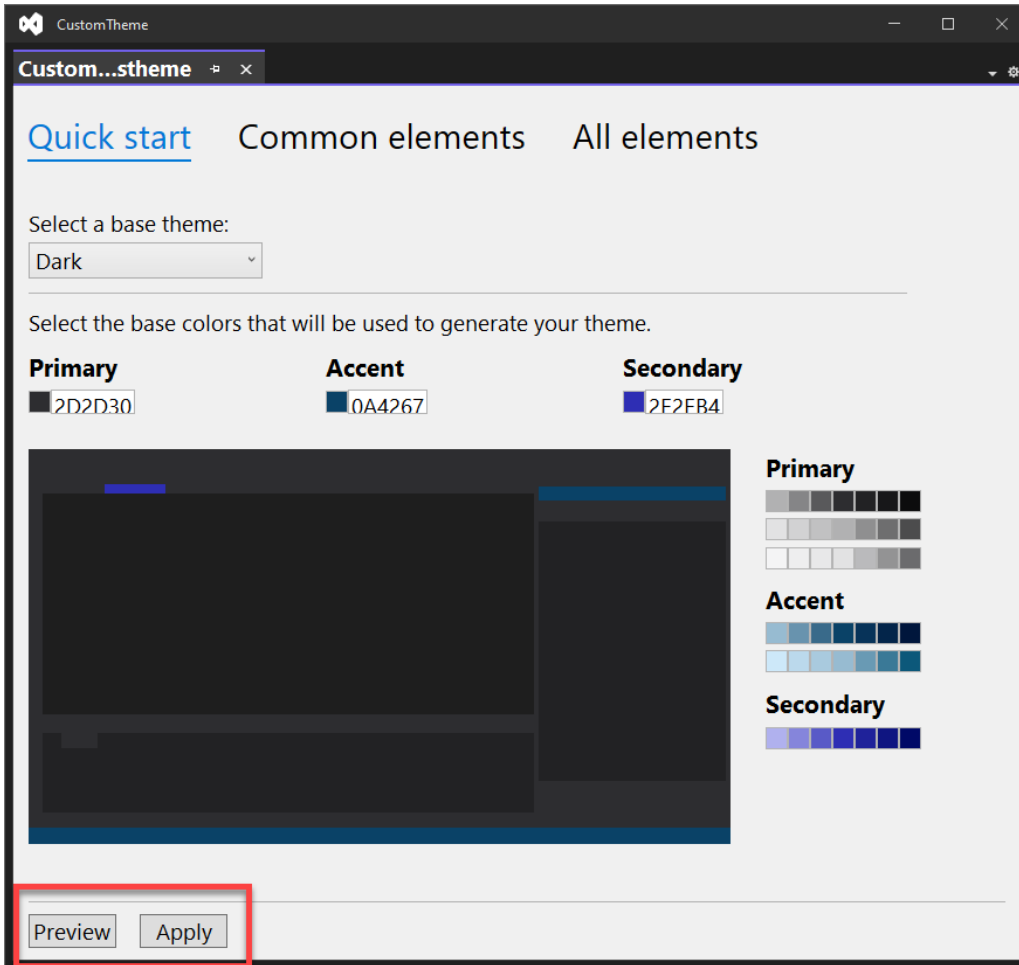 CustomTheme
Custom...stheme
Quick start Common elements All elements
Select a base theme:
Dark
Select the base colors that will be used to generate your theme.
Primary Accent Secondary
2D2D30 0A4267 2E2EB4
Primary
Accent
Secondary
Preview Apply